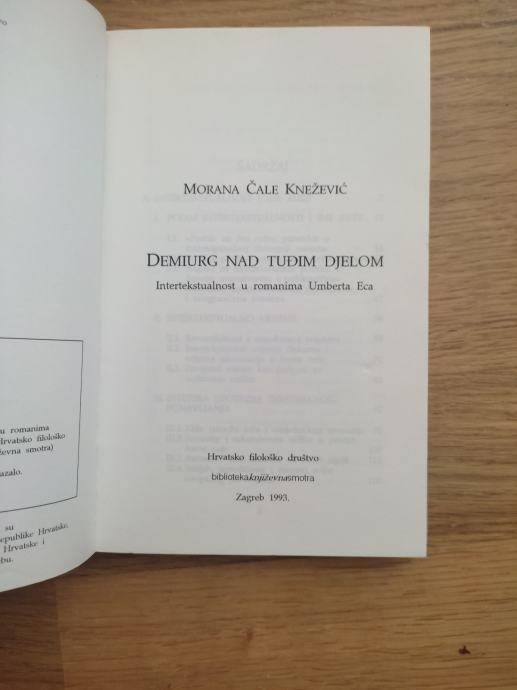 u romanima
Hrvatsko filološko
ževna smotra)
azalo.
su
epublike Hrvatske,
Hrvatske i
bu.
MORANA ČALE KNEŽEVIĆ
DEMIURG NAD TUĐIM DJELOM
Intertekstualnost u romanima Umberta Eca
Hrvatsko filološko društvo
bibliotekaknjiževnasmotra
Zagreb 1993.